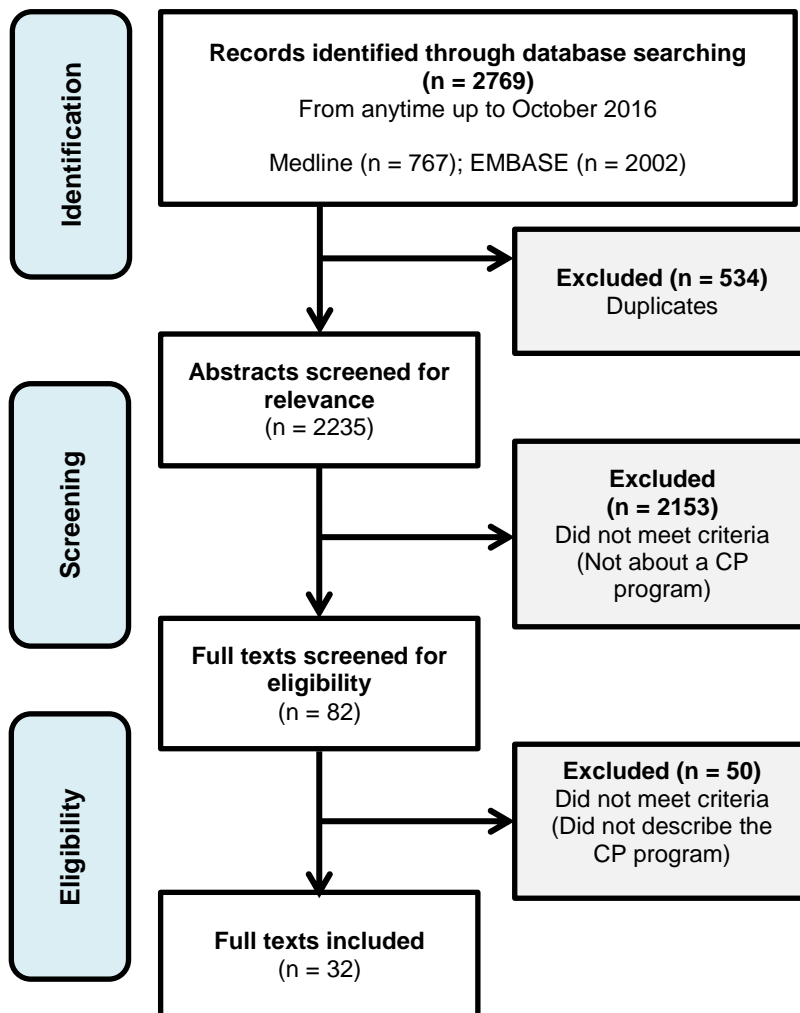 Identification
Records identified through database searching
(n = 2769)
From anytime up to October 2016
Medline (n = 767); EMBASE (n = 2002)
Excluded (n = 534)
Duplicates
Screening
Abstracts screened for
relevance
(n = 2235)
Excluded
(n = 2153)
Did not meet criteria
(Not about a CP
program)
Full texts screened for
eligibility
(n = 82)
Eligibility
Excluded (n = 50)
Did not meet criteria
(Did not describe the
CP program)
Full texts included
(n = 32)